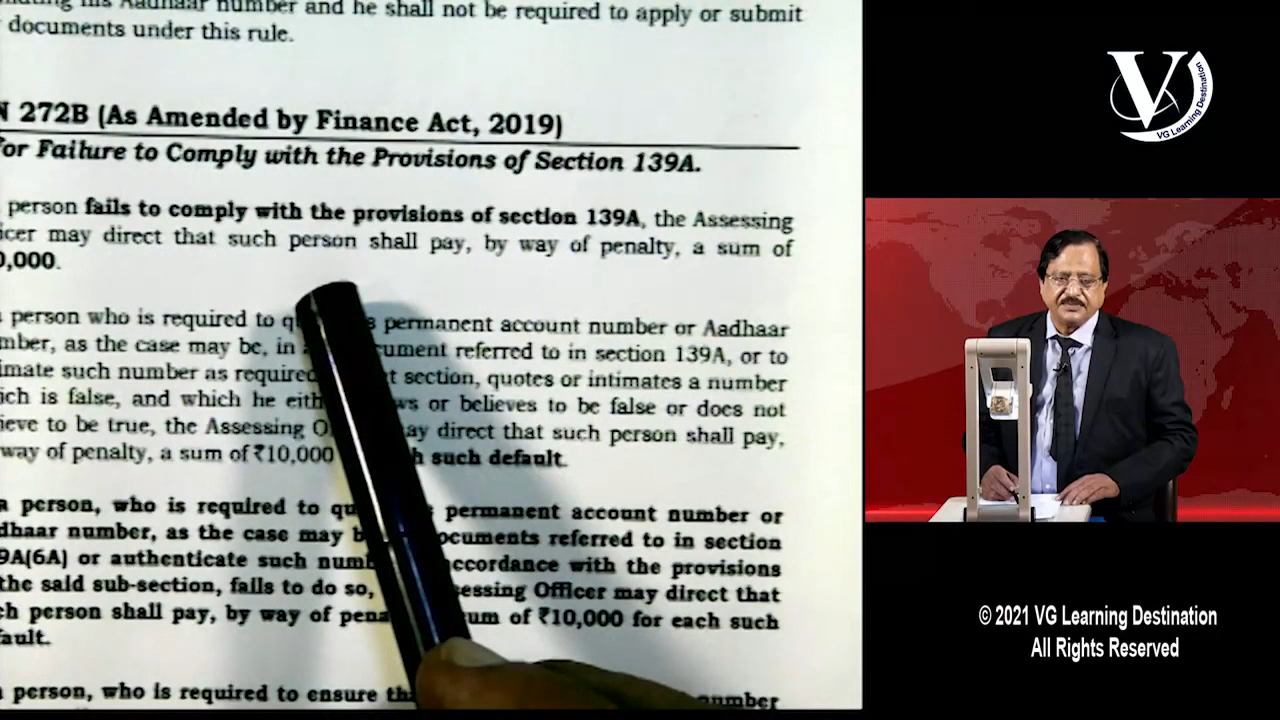 Aadhaar number and he shall not be required to apply or submit
documents under this rule.
N 272B (As Amended by Finance Act, 2019)
for Failure to Comply with the Provisions of Section 139A.
person fails to comply with the provisions of section 139A, the Assessing
icer may direct that such person shall pay, by way of penalty, a sum of
0,000.
person who is required to permanent account number or Aadhaar
mber, as the case may be, in cument referred to in section 139A, or to
imate such number as required t section, quotes or intimates a number
ich is false, and which he eith ws or believes to be false or does not
ieve to be true, the Assessing O ay direct that such person shall pay,
way of penalty, a sum of ₹10,000 h such default.
a person, who is required to qu permanent account number or
dhaar number, as the case may b ocuments referred to in section
9A(6A) or authenticate such num ccordance with the provisions
the said sub-section, fails to do so, essing Officer may direct that
ch person shall pay, by way of pena um of ₹10,000 for each such
fault.
a person, who is required to ensure tha number
V
VG Learning Destination
© 2021 VG Learning Destination
All Rights Reserved